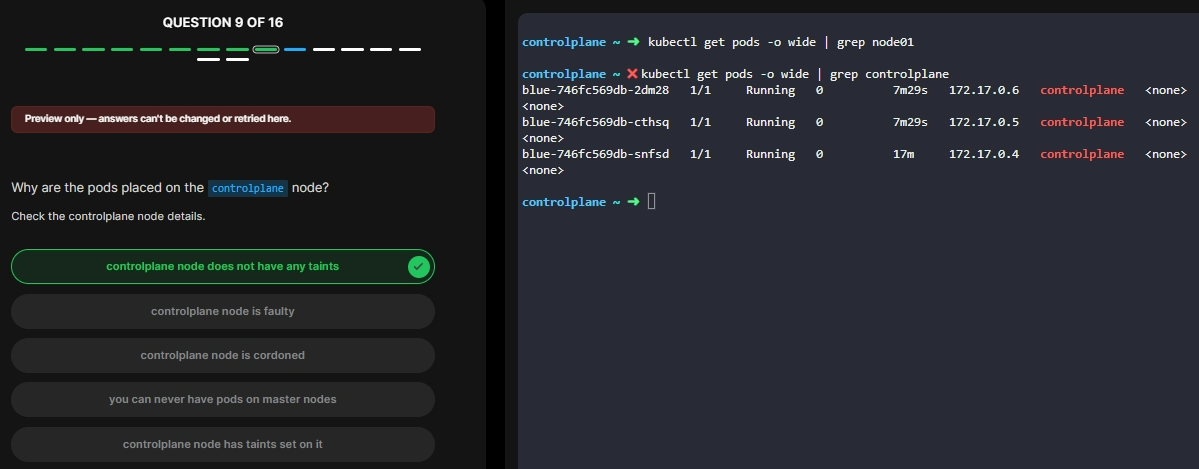 QUESTION 9 OF 16
Preview only — answers can't be changed or retried here.
Why are the pods placed on the controlplane node?
Check the controlplane node details.
controlplane node does not have any taints
controlplane node is faulty
controlplane node is cordoned
you can never have pods on master nodes
controlplane node has taints set on it
controlplane ~ ➜ kubectl get pods -o wide | grep node01
controlplane ~ ✖ kubectl get pods -o wide | grep controlplane
blue-746fc569db-2dm28 1/1 Running 0 7m29s 172.17.0.6 controlplane <none>
<none>
blue-746fc569db-cthsq 1/1 Running 0 7m29s 172.17.0.5 controlplane <none>
<none>
blue-746fc569db-snfsd 1/1 Running 0 17m 172.17.0.4 controlplane <none>
<none>
controlplane ~ ➜